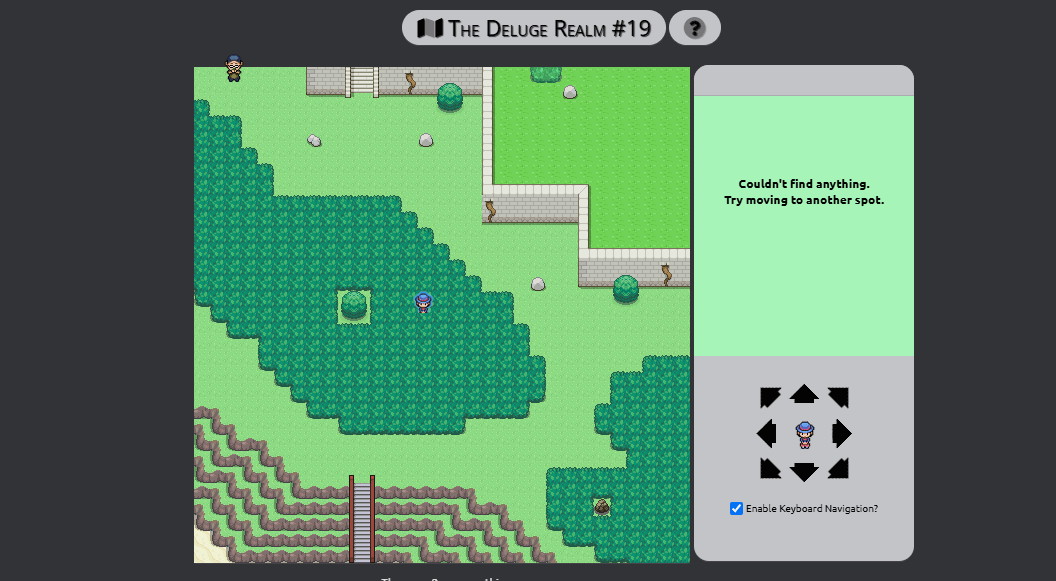 The Deluge Realm #19
?
Couldn't find anything.
Try moving to another spot.
Enable Keyboard Navigation?